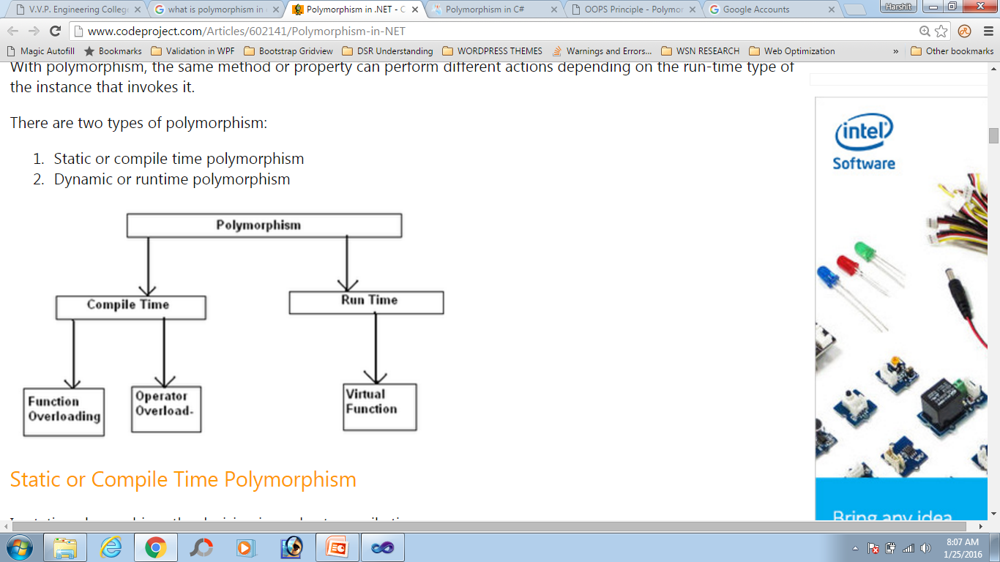 V.V.P. Engineering Colleg
what is polymorphism in
Polymorphism in .NET - C
Polymorphism in C#
OOPS Principle - Polymor
Google Accounts
Harshit
www.codeproject.com/Articles/602141/Polymorphism-in-NET
Magic Autofill
Bookmarks
Validation in WPF
Bootstrap Gridview
DSR Understanding
WORDPRESS THEMES
Warnings and Errors...
WSN RESEARCH
Web Optimization
»
Other bookmarks
With polymorphism, the same method or property can perform different actions depending on the run-time type of
the instance that invokes it.
There are two types of polymorphism:
1. Static or compile time polymorphism
2. Dynamic or runtime polymorphism
Polymorphism
Compile Time
Run Time
Function
Overloading
Operator
Overload-
Virtual
Function
Static or Compile Time Polymorphism
intel
Software
Bring any idea
8:07 AM
1/25/2016